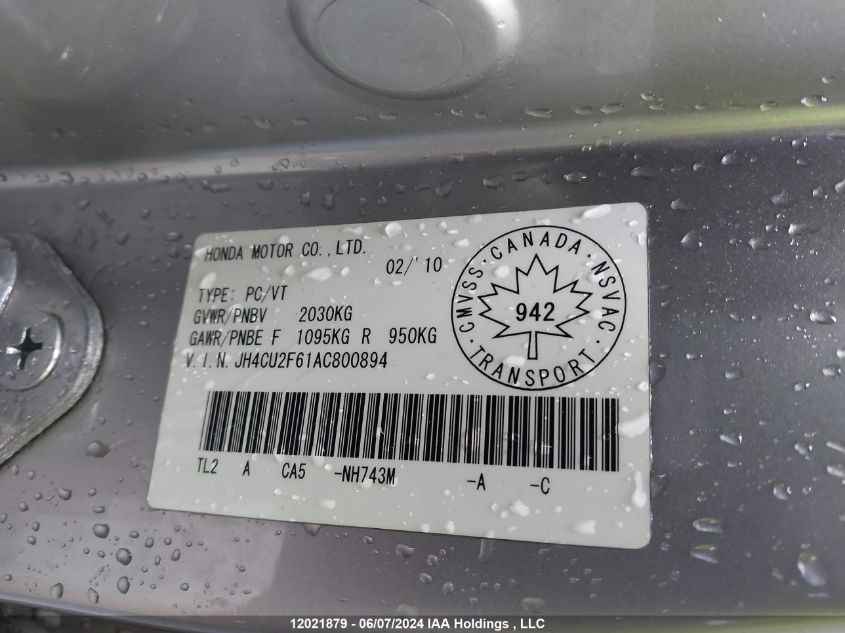 HONDA MOTOR CO., LTD.
02/'10
TYPE: PC/VT
GVWR/PNBV 2030KG
GAWR/PNBE F 1095KG R 950KG
V.I.N. JH4CU2F61AC800894
CMVSS·CANADA·NSVAC
942
·TRANSPORT·
TL2 A CA5 -NH743M -A -C
12021879 - 06/07/2024 IAA Holdings , LLC